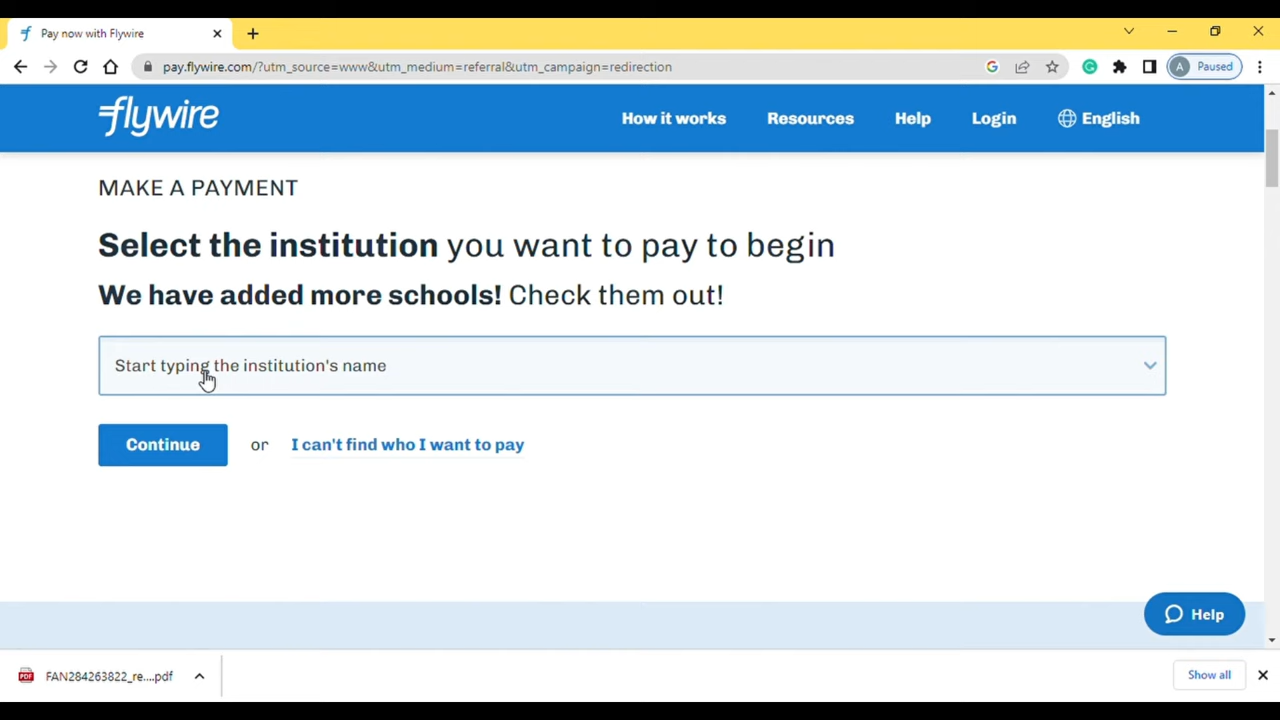 Pay now with Flywire
pay.flywire.com/?utm_source=www&utm_medium=referral&utm_campaign=redirection
A Paused
flywire
How it works Resources Help Login English
MAKE A PAYMENT
Select the institution you want to pay to begin
We have added more schools! Check them out!
Start typing the institution's name
Continue or I can't find who I want to pay
Help
PDF FAN284263822_re....pdf
Show all